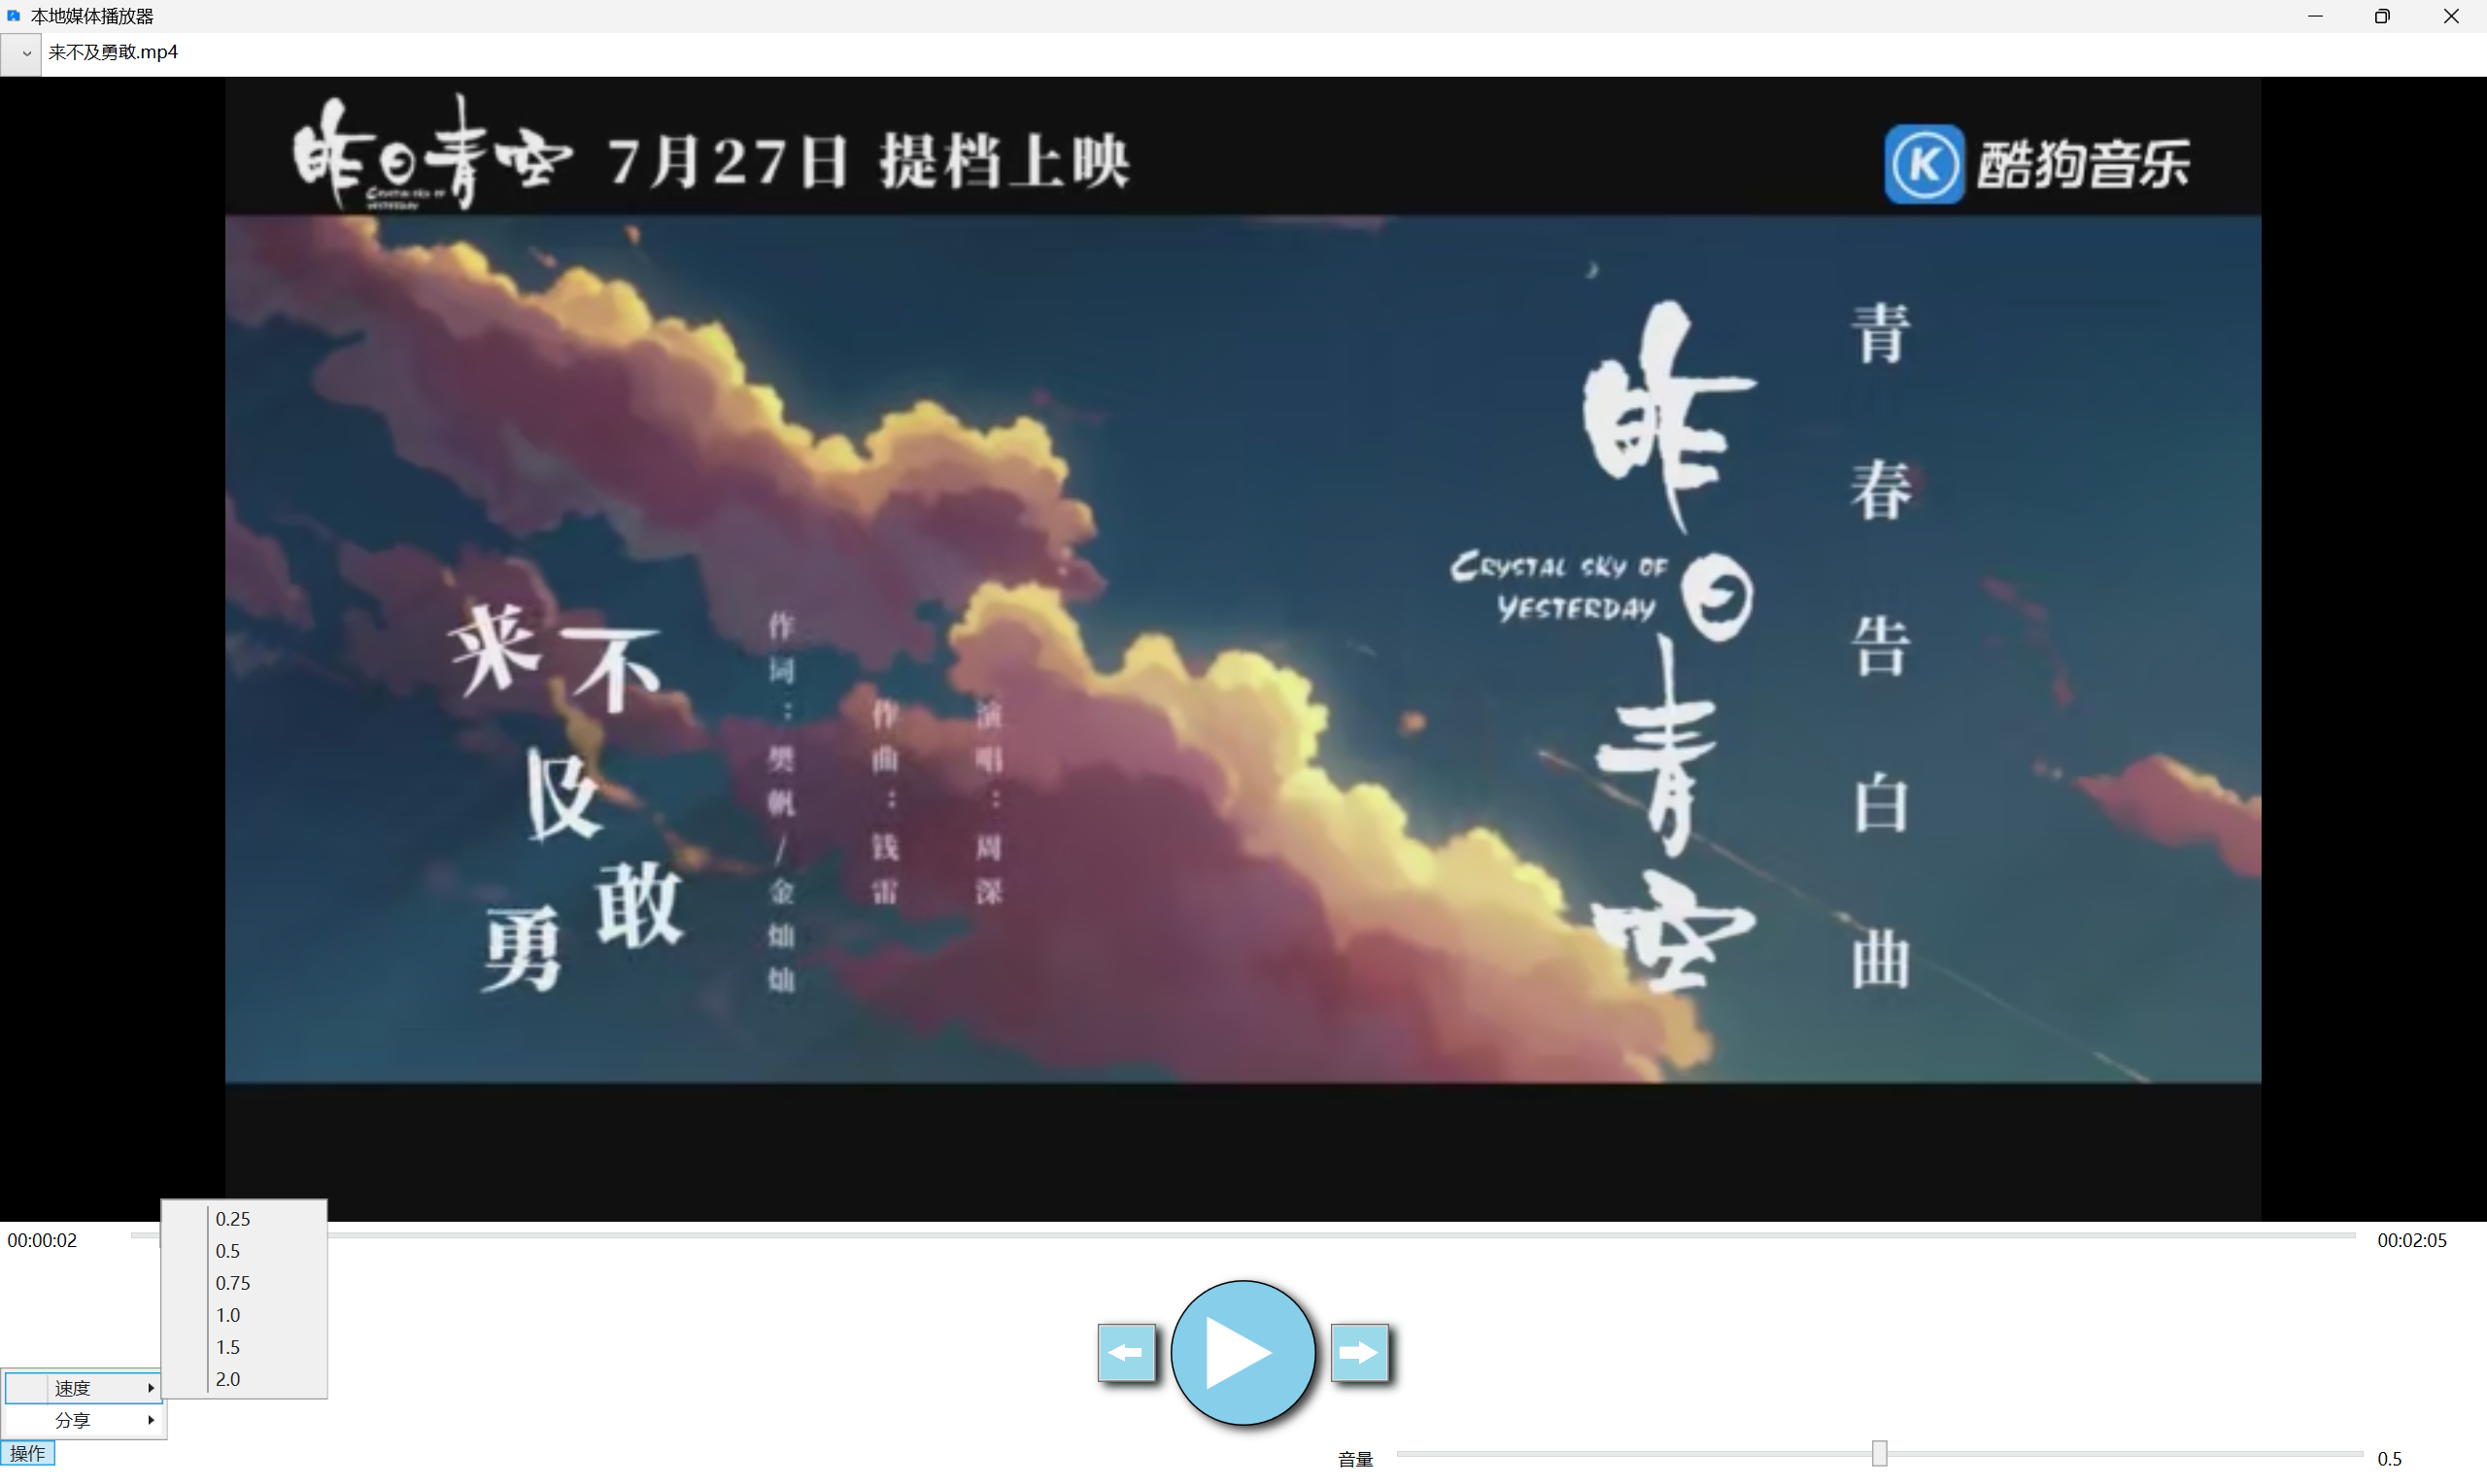 本地媒体播放器
来不及勇敢.mp4
昨日青空 7月27日 提档上映
CRYSTAL SKY OF
YESTERDAY
K 酷狗音乐
青春告白曲
昨日青空
CRYSTAL SKY OF
YESTERDAY
来不及勇敢
作词：樊帆/金灿灿
作曲：钱雷
演唱：周深
00:00:02
00:02:05
0.25
0.5
0.75
1.0
1.5
2.0
速度
分享
操作
音量
0.5